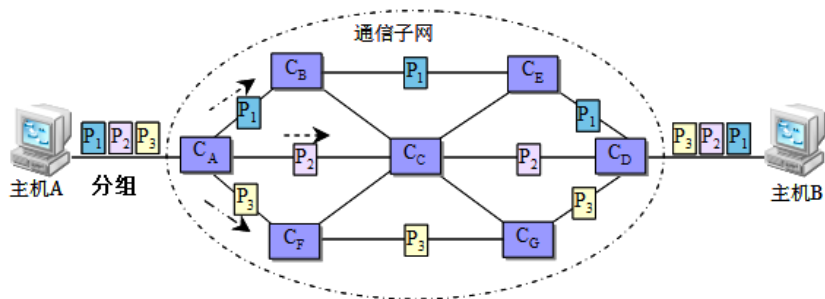 通信子网
C_B P_1 C_E
P_1 P_1
P_1 P_2 P_3 C_A P_2 C_C P_2 C_D P_3 P_2 P_1
主机A 分组 P_3 P_3 主机B
C_F P_3 C_G